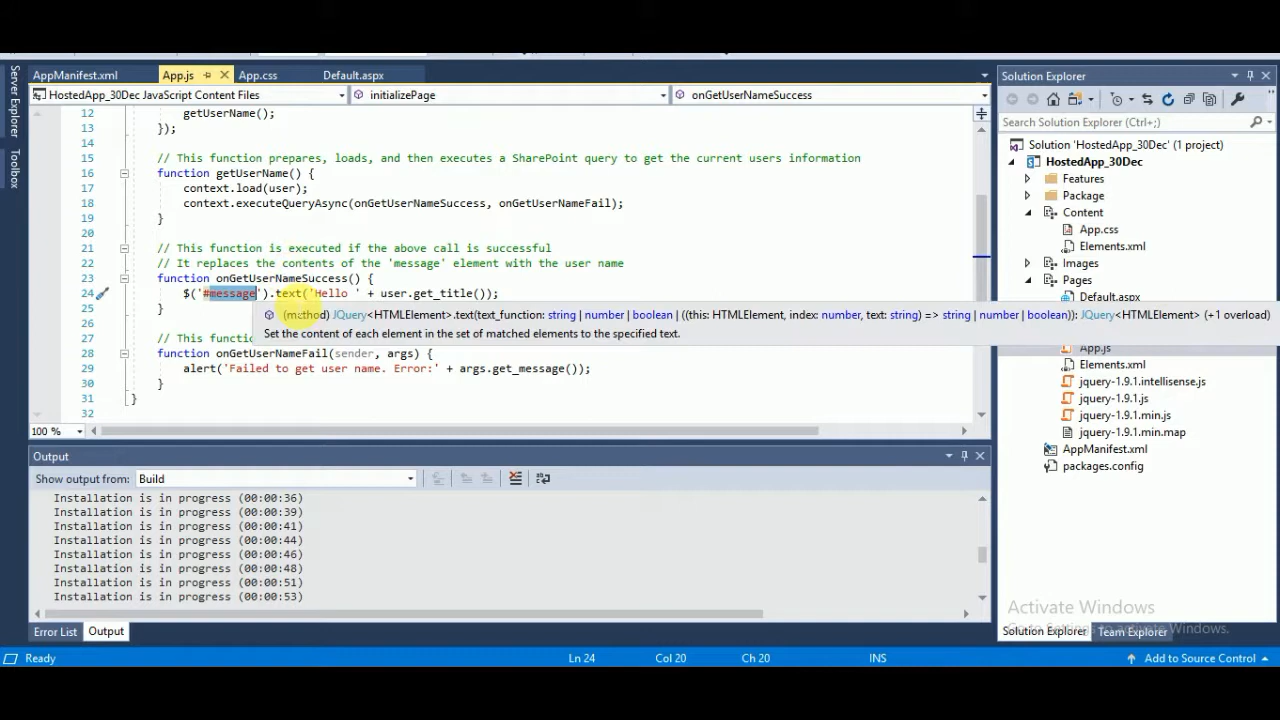 AppManifest.xml
App.js
App.css
Default.aspx
HostedApp_30Dec JavaScript Content Files
initializePage
onGetUserNameSuccess
Server Explorer
Toolbox
12 getUserName();
13 });
14
15 // This function prepares, loads, and then executes a SharePoint query to get the current users information
16 function getUserName() {
17 context.load(user);
18 context.executeQueryAsync(onGetUserNameSuccess, onGetUserNameFail);
19 }
20
21 // This function is executed if the above call is successful
22 // It replaces the contents of the 'message' element with the user name
23 function onGetUserNameSuccess() {
24 $('#message').text('Hello ' + user.get_title());
25 }
(method) JQuery<HTMLElement>.text(text_function: string | number | boolean | ((this: HTMLElement, index: number, text: string) => string | number | boolean)): JQuery<HTMLElement> (+1 overload)
Set the content of each element in the set of matched elements to the specified text.
26
27 // This func
28 function onGetUserNameFail(sender, args) {
29 alert('Failed to get user name. Error:' + args.get_message());
30 }
31 }
32
100 %
Output
Show output from: Build
Installation is in progress (00:00:36)
Installation is in progress (00:00:39)
Installation is in progress (00:00:41)
Installation is in progress (00:00:44)
Installation is in progress (00:00:46)
Installation is in progress (00:00:48)
Installation is in progress (00:00:51)
Installation is in progress (00:00:53)
Error List
Output
Solution Explorer
Search Solution Explorer (Ctrl+;)
Solution 'HostedApp_30Dec' (1 project)
HostedApp_30Dec
Features
Package
Content
App.css
Elements.xml
Images
Pages
Default.aspx
App.js
Elements.xml
jquery-1.9.1.intellisense.js
jquery-1.9.1.js
jquery-1.9.1.min.js
jquery-1.9.1.min.map
AppManifest.xml
packages.config
Activate Windows
Go to Settings to activate Windows.
Solution Explorer
Team Explorer
Ready
Ln 24
Col 20
Ch 20
INS
Add to Source Control